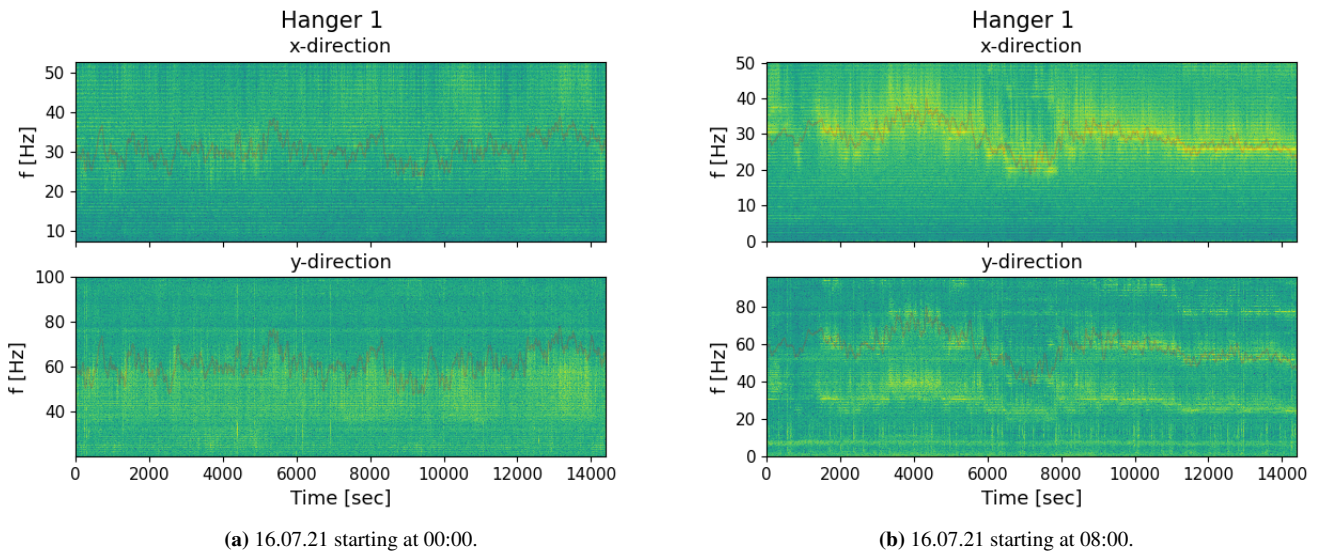 Hanger 1
x-direction
50
40
30
20
10
f [Hz]
y-direction
100
80
60
40
f [Hz]
0 2000 4000 6000 8000 10000 12000 14000
Time [sec]
(a) 16.07.21 starting at 00:00.
Hanger 1
x-direction
50
40
30
20
10
0
f [Hz]
y-direction
80
60
40
20
0
f [Hz]
0 2000 4000 6000 8000 10000 12000 14000
Time [sec]
(b) 16.07.21 starting at 08:00.